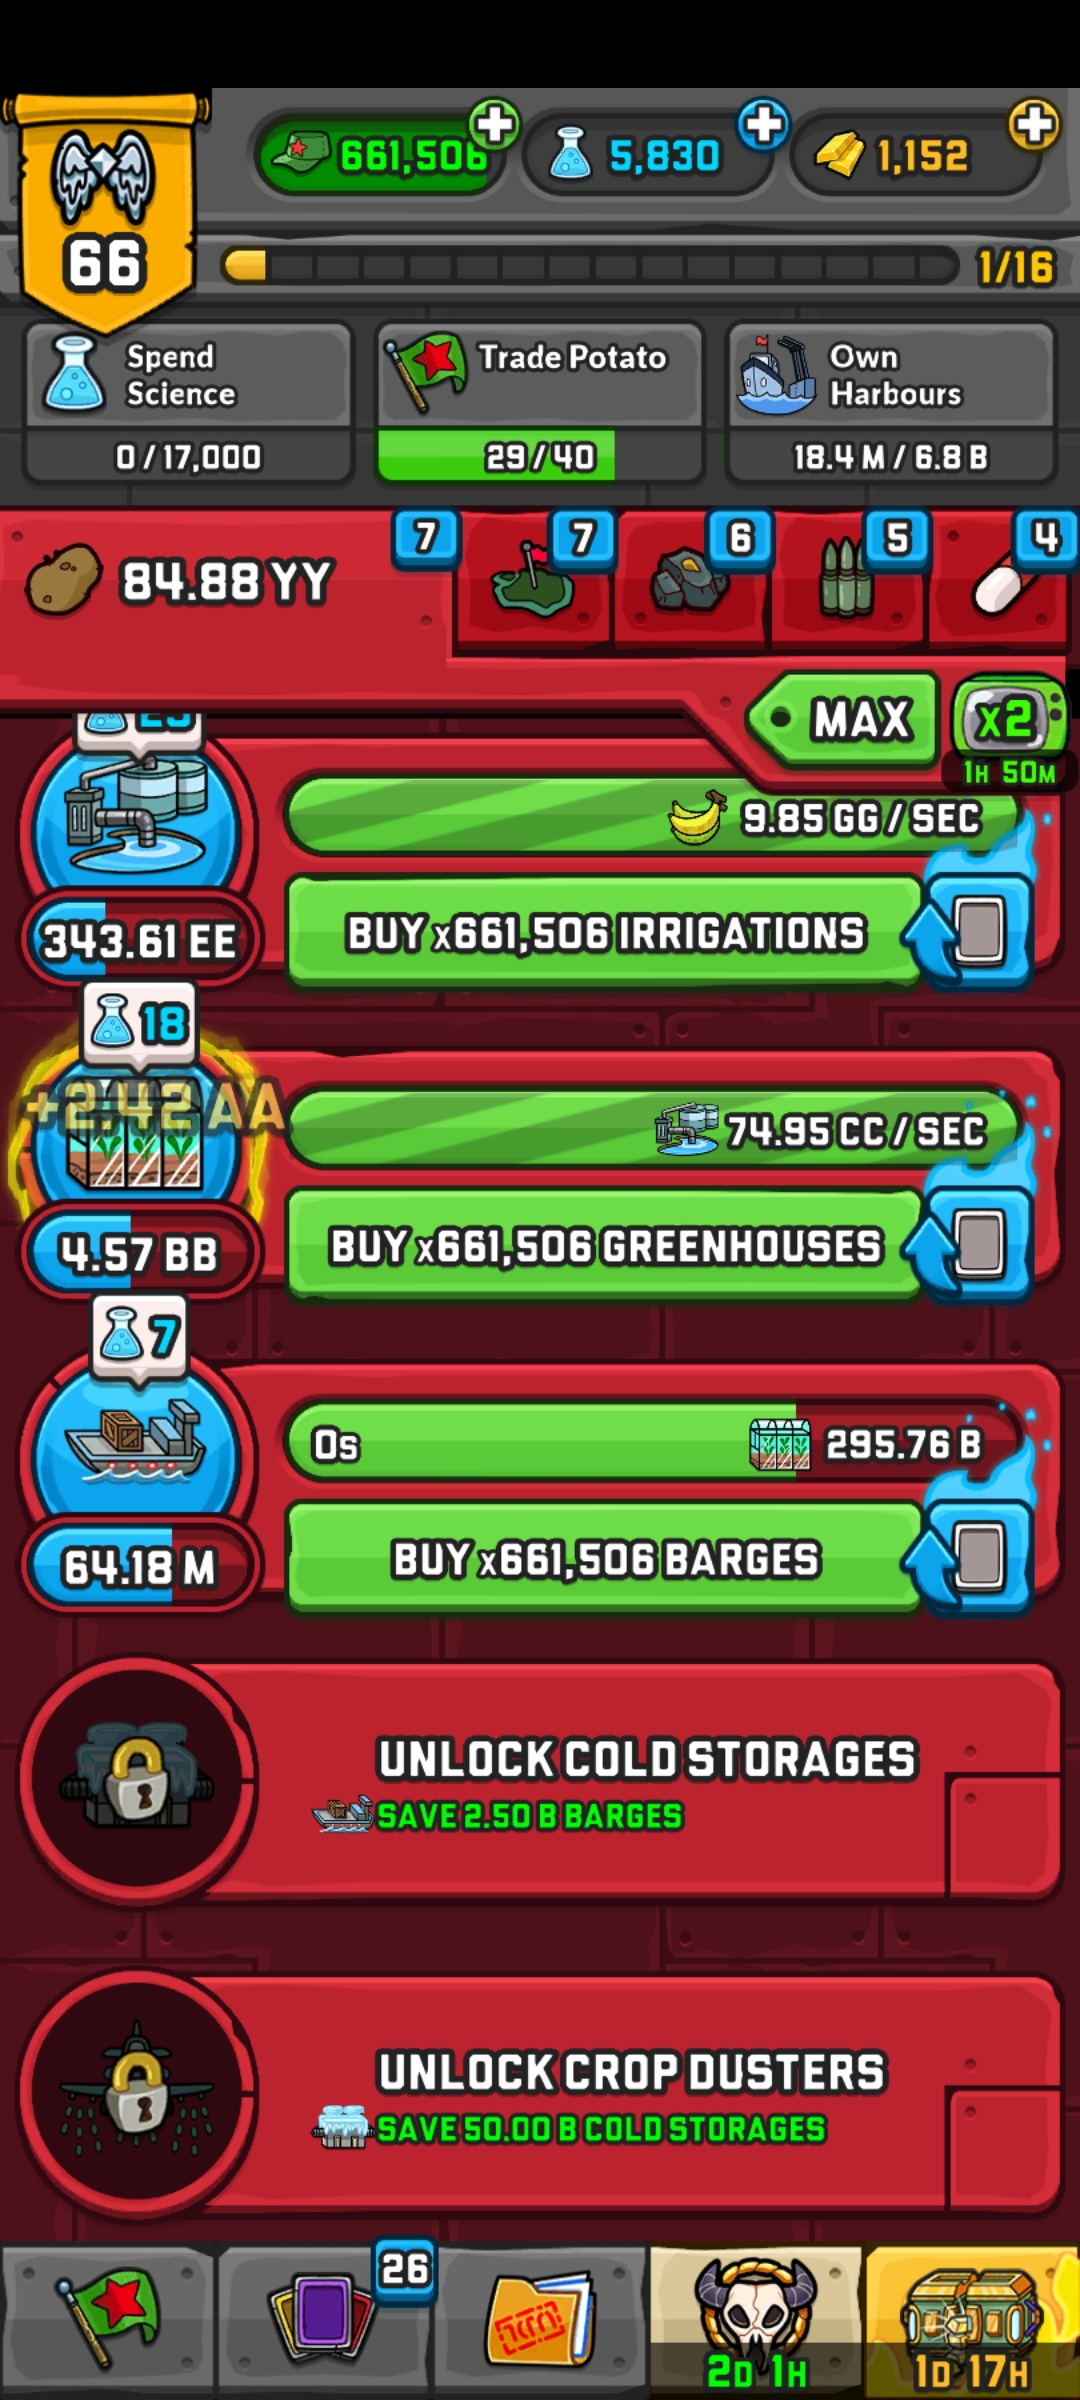 661,506
5,830
1,152
66
1/16
Spend
Science
0/17,000
Trade Potato
29/40
Own
Harbours
18.4 M/6.8 B
84.88 YY
7
7
6
5
4
MAX
x2
1H 50M
9.85 GG/SEC
343.61 EE
BUY x661,506 IRRIGATIONS
18
+2.42 AA
74.95 CC/SEC
4.57 BB
BUY x661,506 GREENHOUSES
7
0s
295.76 B
64.18 M
BUY x661,506 BARGES
UNLOCK COLD STORAGES
SAVE 2.50 B BARGES
UNLOCK CROP DUSTERS
SAVE 50.00 B COLD STORAGES
26
2D 1H
1D 17H